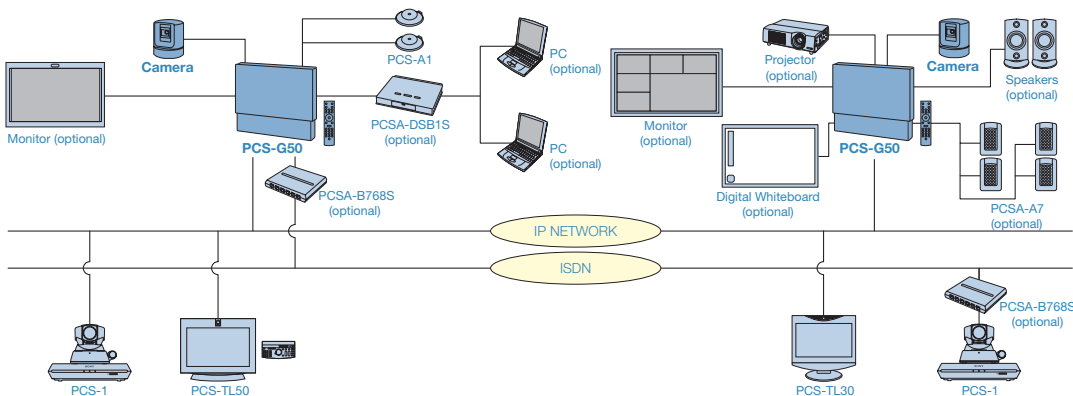 Camera
PCS-A1
PC
(optional)
Projector
(optional)
Camera
Speakers
(optional)
Monitor (optional)
PCS-G50
PCSA-DSB1S
(optional)
PC
(optional)
Monitor
(optional)
PCS-G50
PCSA-B768S
(optional)
Digital Whiteboard
(optional)
PCSA-A7
(optional)
IP NETWORK
ISDN
PCSA-B768S
(optional)
PCS-1
PCS-TL50
PCS-TL30
PCS-1